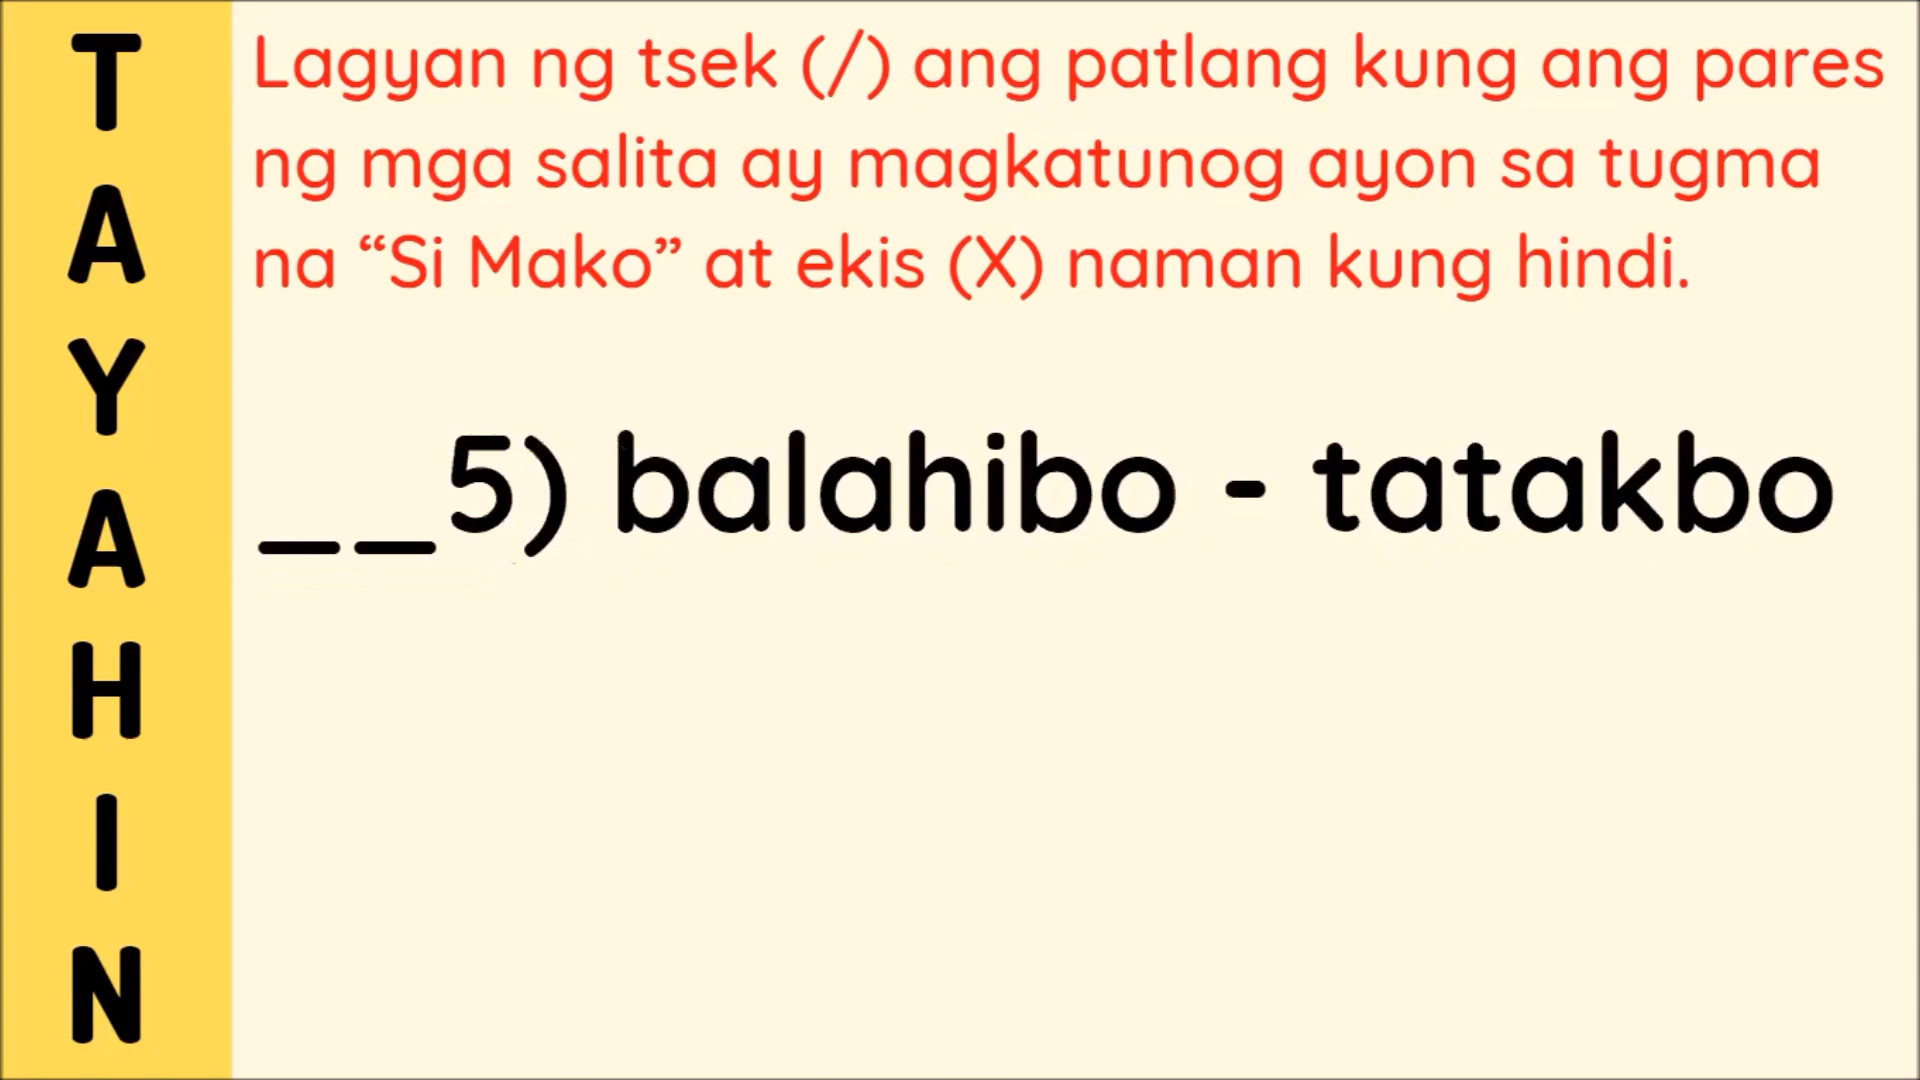 TAYAHIN
Lagyan ng tsek (/) ang patlang kung ang pares
ng mga salita ay magkatunog ayon sa tugma
na “Si Mako” at ekis (X) naman kung hindi.
__5) balahibo - tatakbo